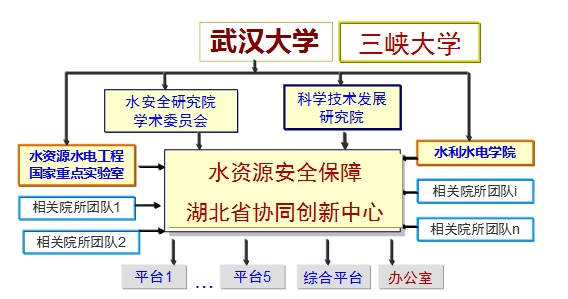 武汉大学
三峡大学
水安全研究院
学术委员会
科学技术发展
研究院
水资源水电工程
国家重点实验室
水利水电学院
水资源安全保障
湖北省协同创新中心
相关院所团队1
相关院所团队i
相关院所团队2
相关院所团队n
平台1
...
平台5
综合平台
办公室